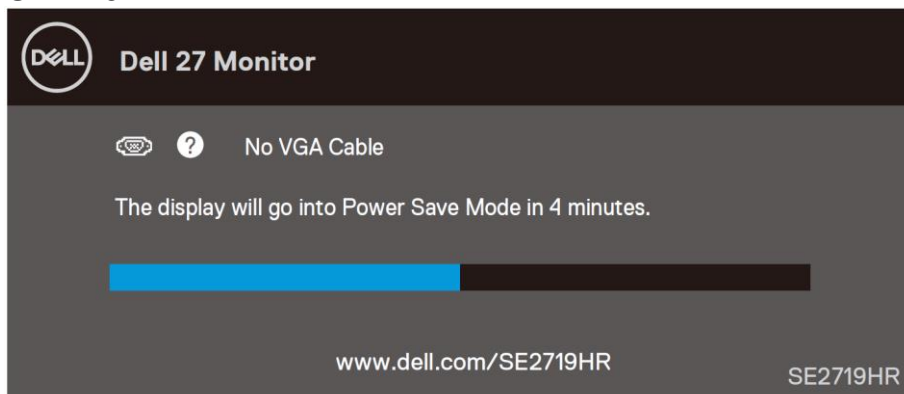 DELL
Dell 27 Monitor
? No VGA Cable
The display will go into Power Save Mode in 4 minutes.
www.dell.com/SE2719HR
SE2719HR